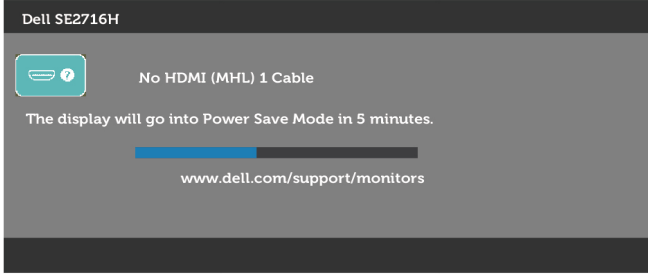 Dell SE2716H
?
No HDMI (MHL) 1 Cable
The display will go into Power Save Mode in 5 minutes.
www.dell.com/support/monitors